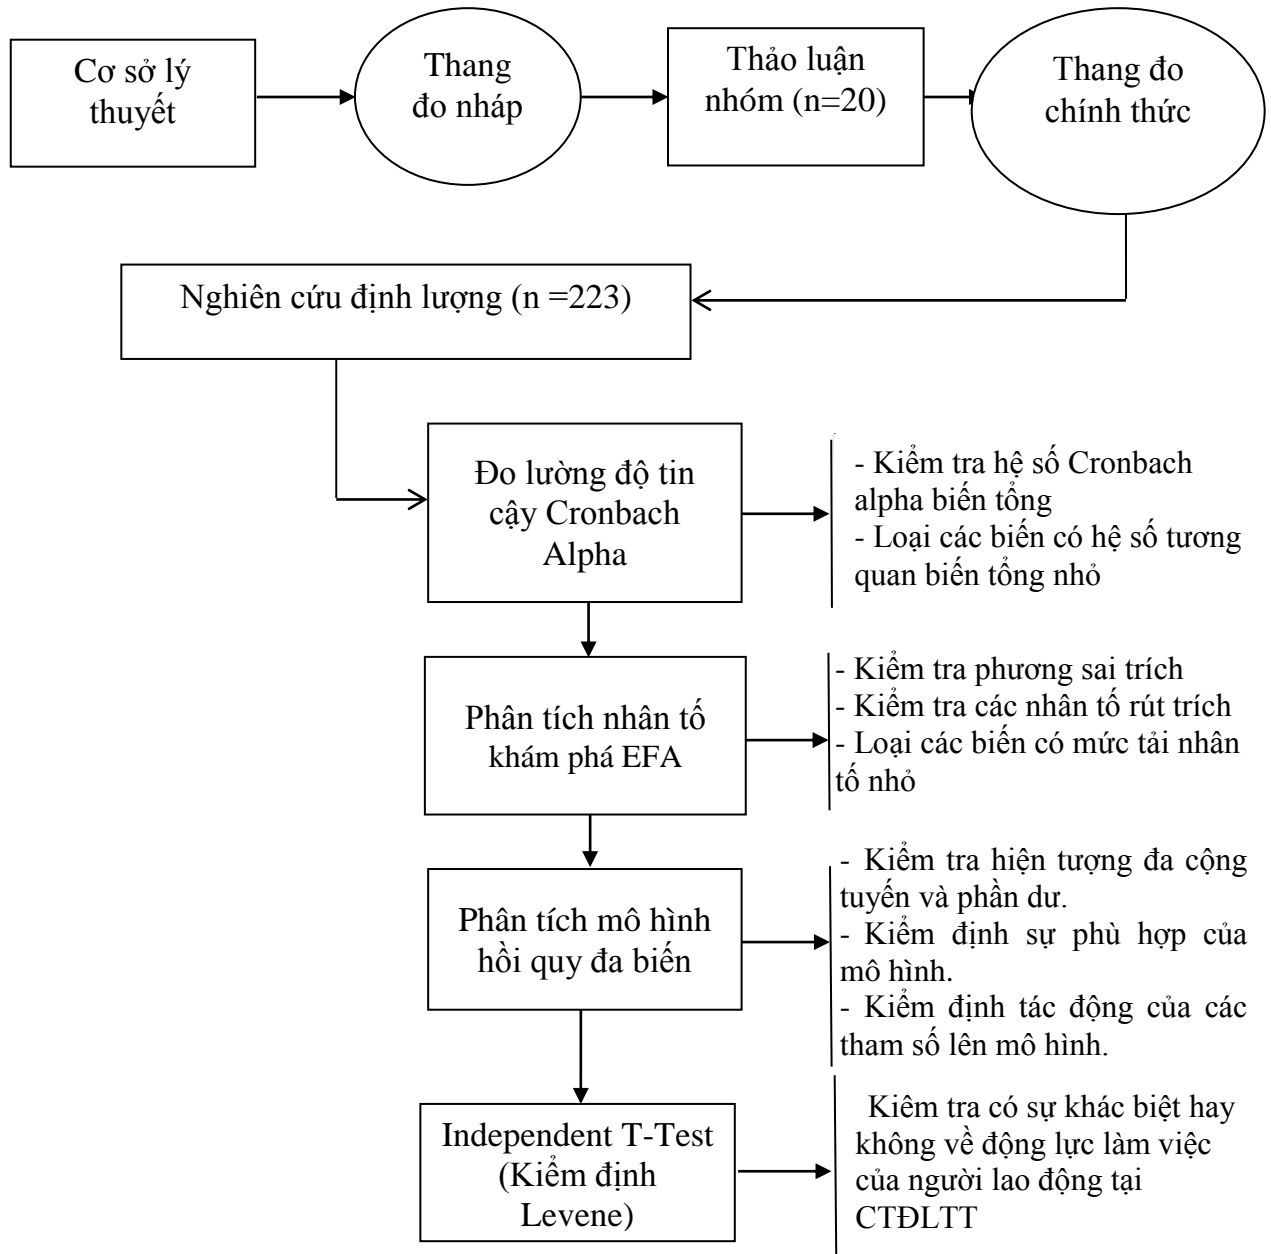 Cơ sở lý
thuyết
Thang
đo nháp
Thảo luận
nhóm (n=20)
Thang đo
chính thức
Nghiên cứu định lượng (n =223)
Đo lường độ tin
cậy Cronbach
Alpha
- Kiểm tra hệ số Cronbach
alpha biến tổng
- Loại các biến có hệ số tương
quan biến tổng nhỏ
Phân tích nhân tố
khám phá EFA
- Kiểm tra phương sai trích
- Kiểm tra các nhân tố rút trích
- Loại các biến có mức tải nhân
tố nhỏ
Phân tích mô hình
hồi quy đa biến
- Kiểm tra hiện tượng đa cộng
tuyến và phần dư.
- Kiểm định sự phù hợp của
mô hình.
- Kiểm định tác động của các
tham số lên mô hình.
Independent T-Test
(Kiểm định
Levene)
Kiêm tra có sự khác biệt hay
không về động lực làm việc
của người lao động tại
CTĐLTT